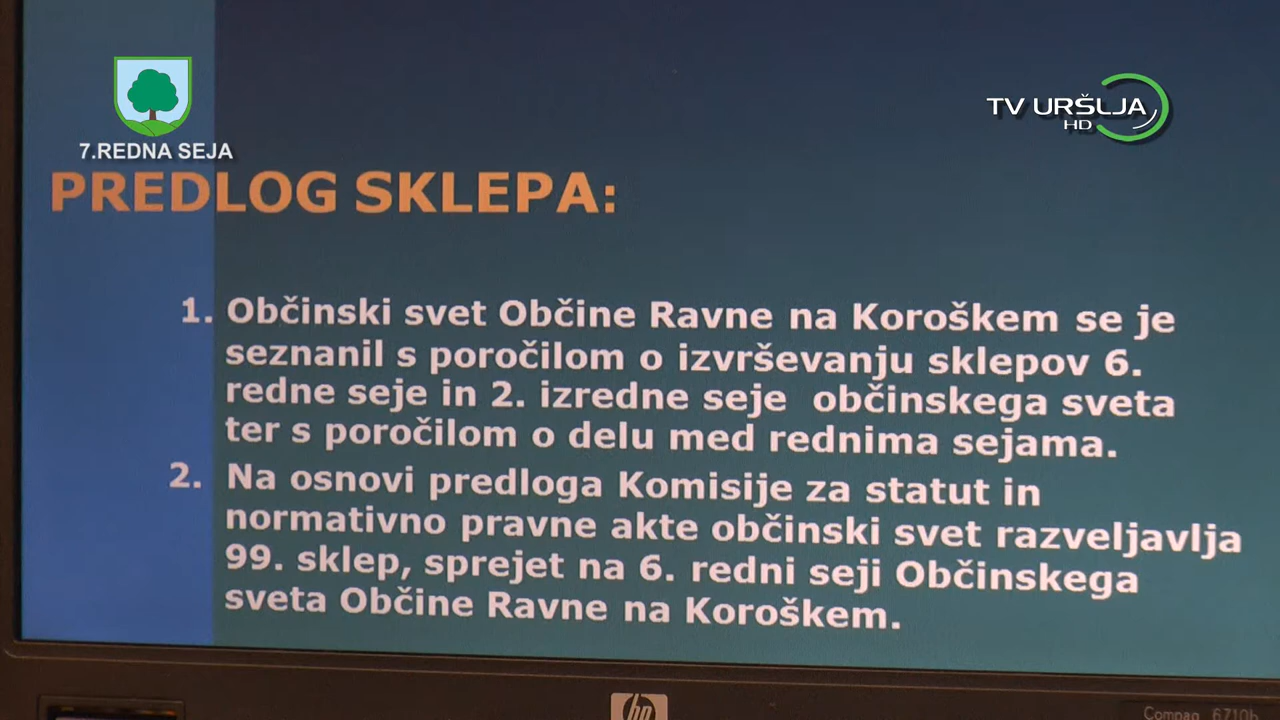 TV URŠLJA
HD
7.REDNA SEJA
PREDLOG SKLEPA:
1. Občinski svet Občine Ravne na Koroškem se je
seznanil s poročilom o izvrševanju sklepov 6.
redne seje in 2. izredne seje občinskega sveta
ter s poročilom o delu med rednima sejama.
2. Na osnovi predloga Komisije za statut in
normativno pravne akte občinski svet razveljavlja
99. sklep, sprejet na 6. redni seji Občinskega
sveta Občine Ravne na Koroškem.
hp
Compaq 6710b